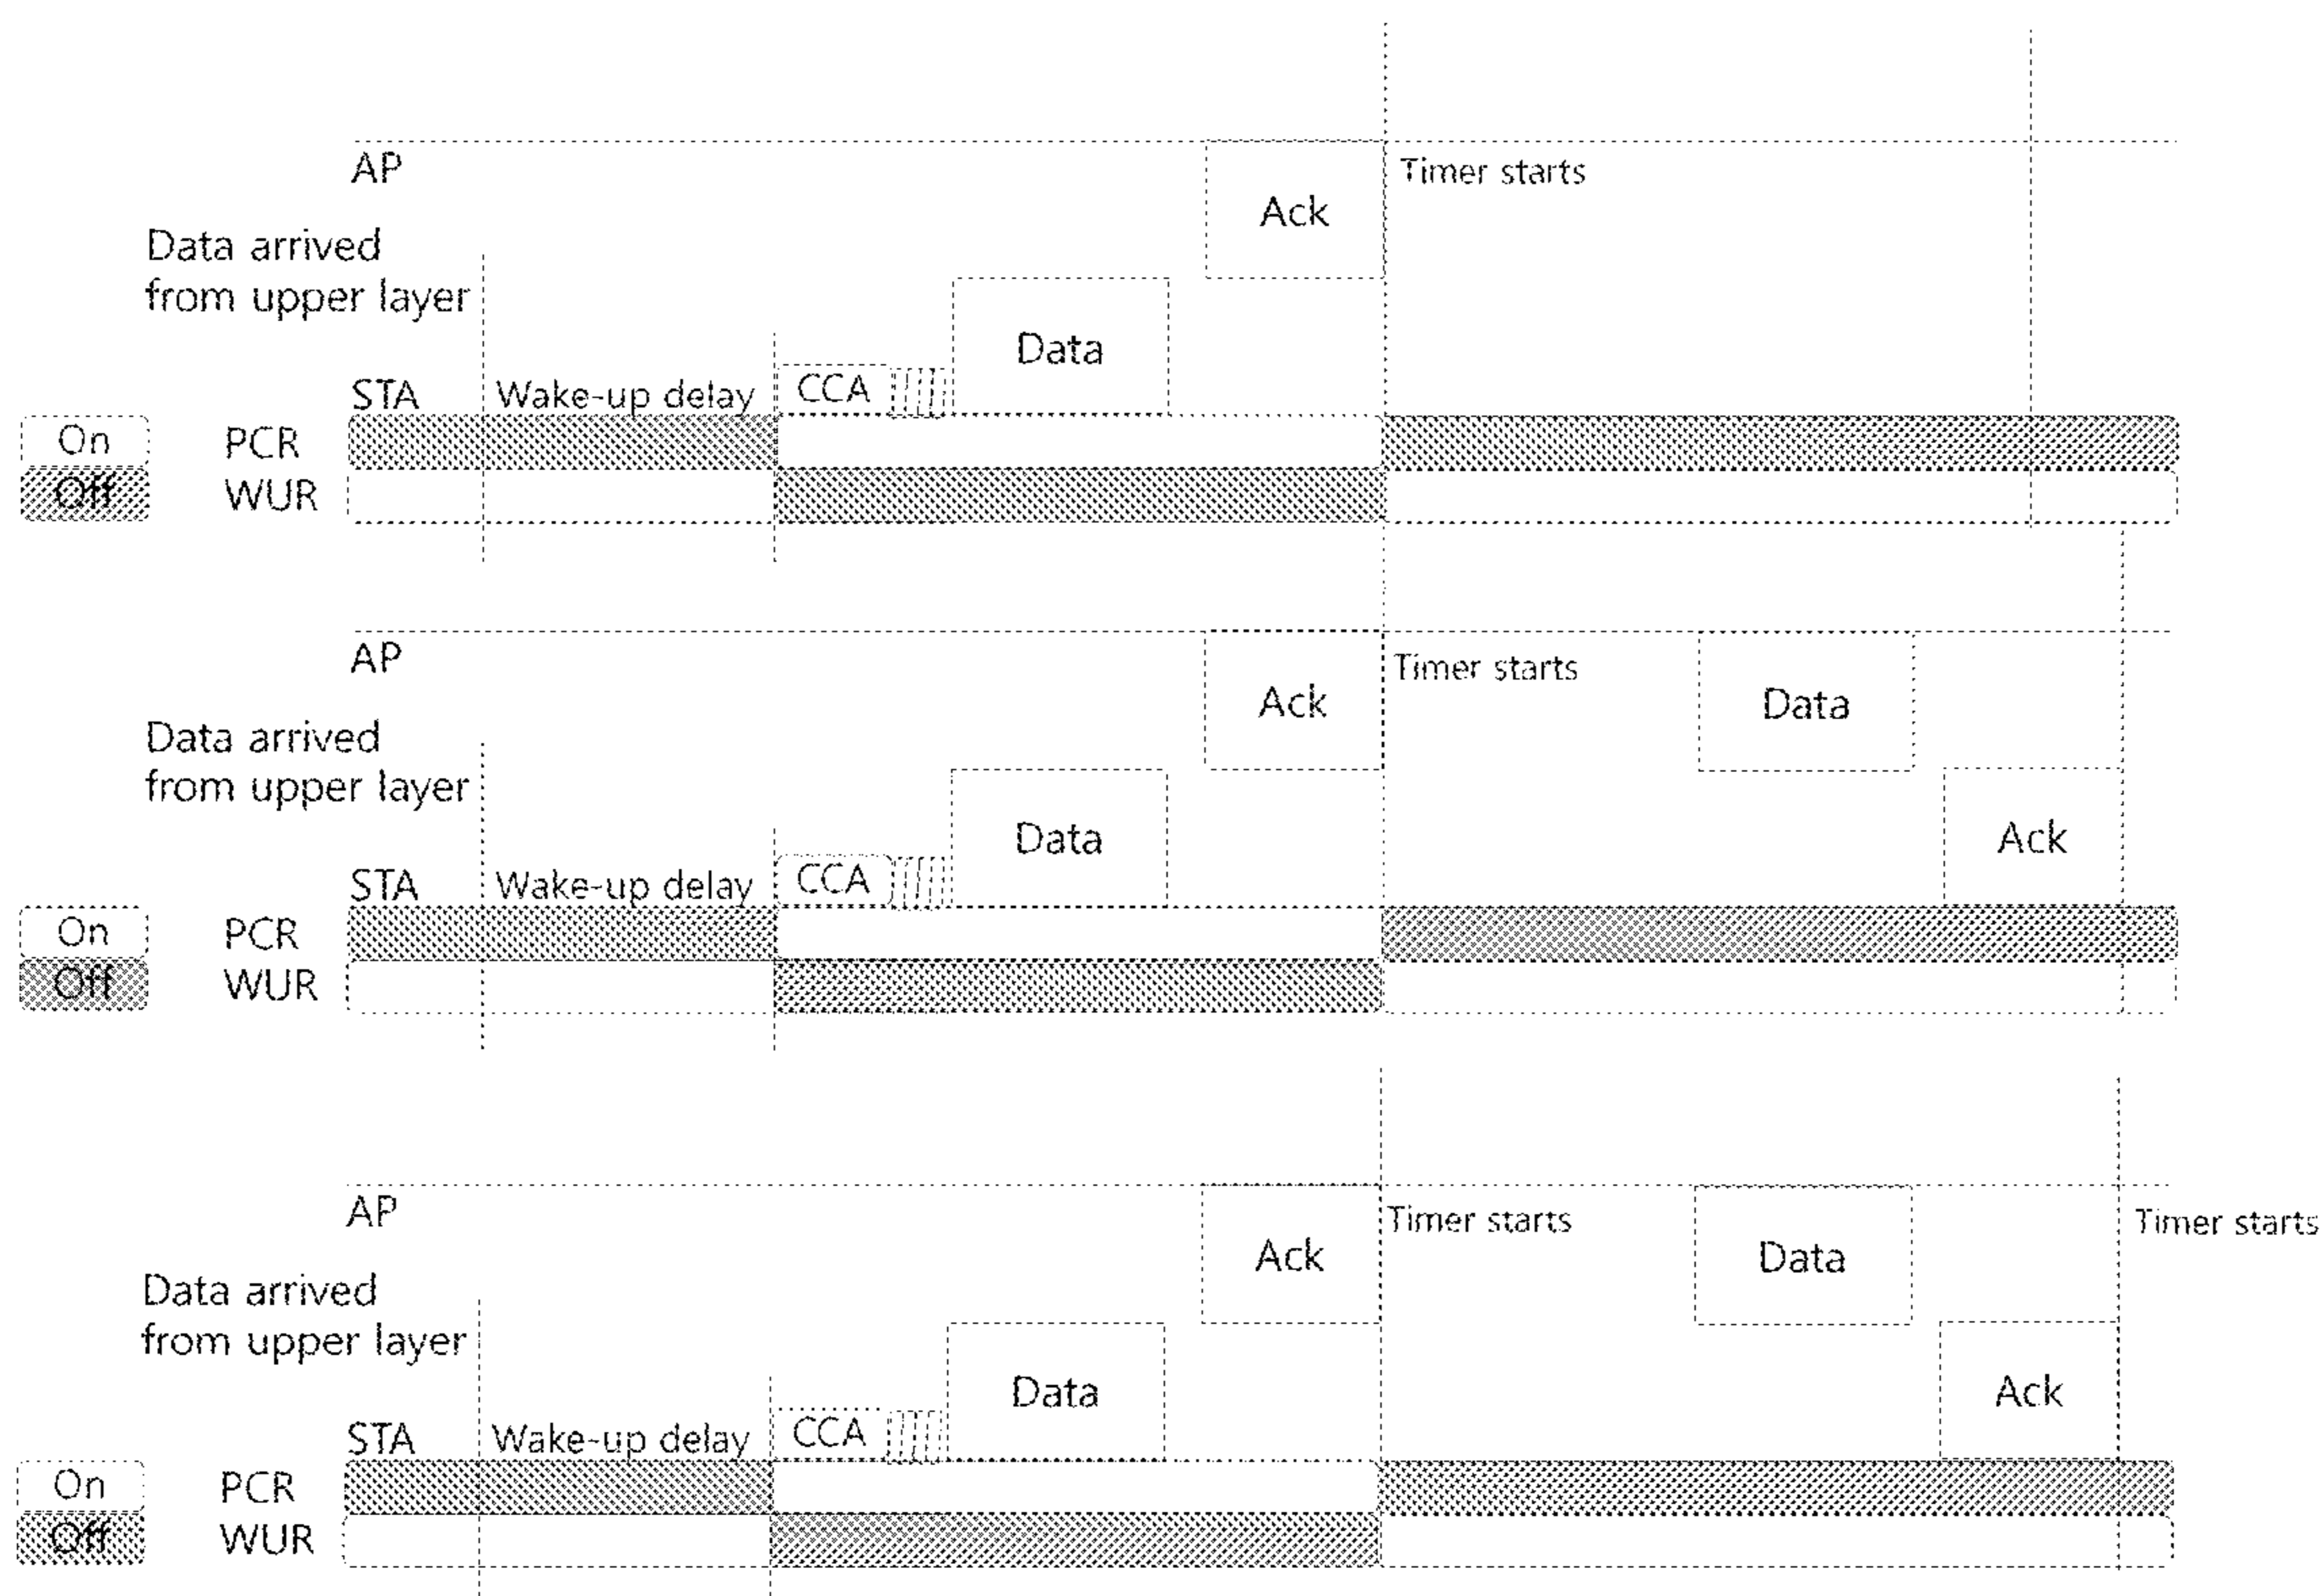 AP
Timer starts
Ack
Data arrived
from upper layer
Data
STA
Wake-up delay
CCA
On
PCR
Off
WUR
AP
Timer starts
Ack
Data
Data arrived
from upper layer
Data
Ack
STA
Wake-up delay
CCA
On
PCR
Off
WUR
AP
Timer starts
Timer starts
Ack
Data
Data arrived
from upper layer
Data
Ack
STA
Wake-up delay
CCA
On
PCR
Off
WUR